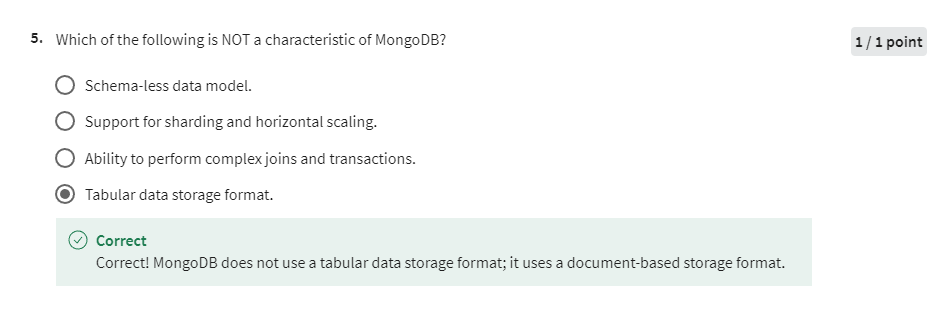 5. Which of the following is NOT a characteristic of MongoDB?
1 / 1 point
Schema-less data model.
Support for sharding and horizontal scaling.
Ability to perform complex joins and transactions.
Tabular data storage format.
Correct
Correct! MongoDB does not use a tabular data storage format; it uses a document-based storage format.